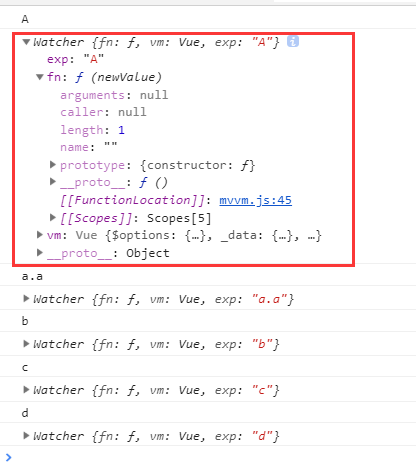 A
Watcher {fn: ƒ, vm: Vue, exp: "A"} i
exp: "A"
fn: ƒ (newValue)
arguments: null
caller: null
length: 1
name: ""
prototype: {constructor: ƒ}
__proto__: ƒ ()
[[FunctionLocation]]: mvvm.js:45
[[Scopes]]: Scopes[5]
vm: Vue {$options: {…}, _data: {…}, …}
__proto__: Object
a.a
Watcher {fn: ƒ, vm: Vue, exp: "a.a"}
b
Watcher {fn: ƒ, vm: Vue, exp: "b"}
c
Watcher {fn: ƒ, vm: Vue, exp: "c"}
d
Watcher {fn: ƒ, vm: Vue, exp: "d"}